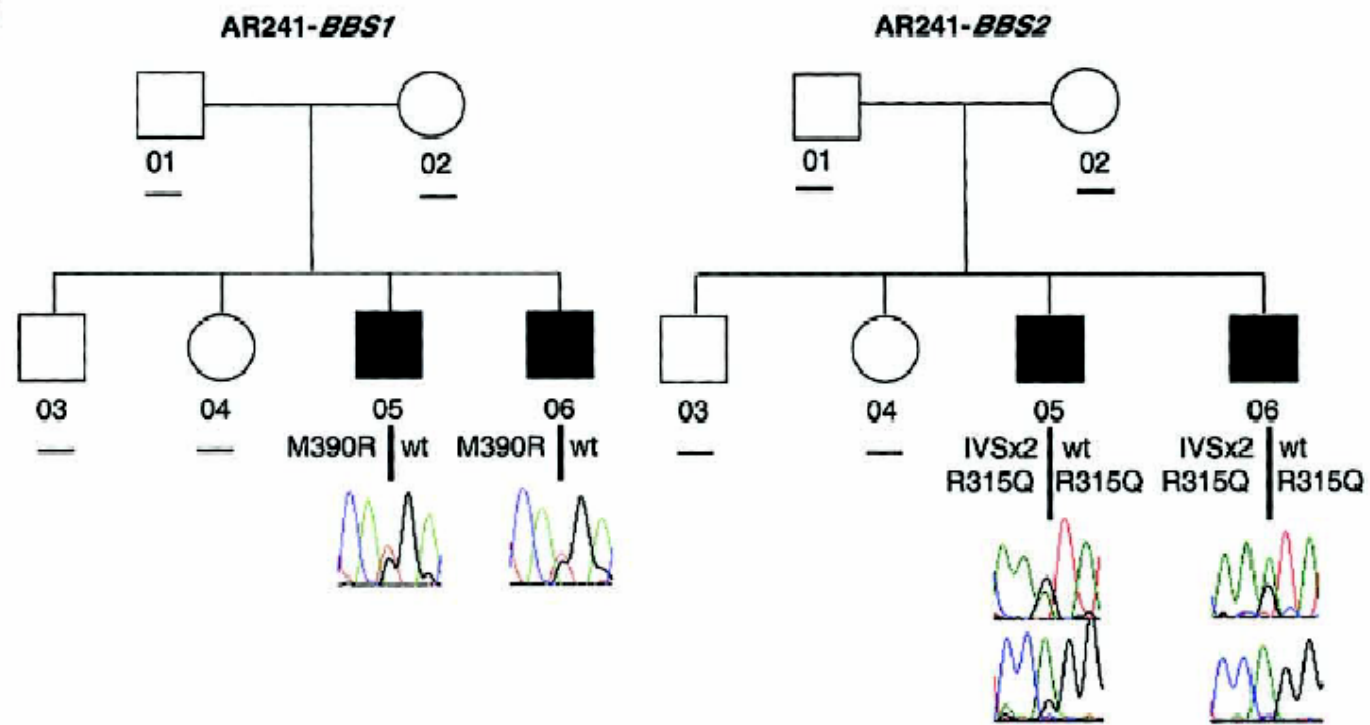 AR241-BBS1 AR241-BBS2
01 02 01 02
03 04 05 06 03 04 05 06
M390R wt M390R wt IVSx2 wt IVSx2 wt
R315Q R315Q R315Q R315Q